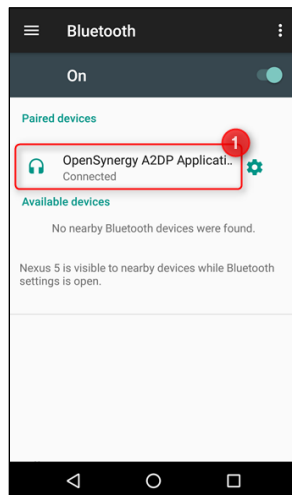 Bluetooth
On
Paired devices
1
OpenSynergy A2DP Applicati..
Connected
Available devices
No nearby Bluetooth devices were found.
Nexus 5 is visible to nearby devices while Bluetooth
settings is open.